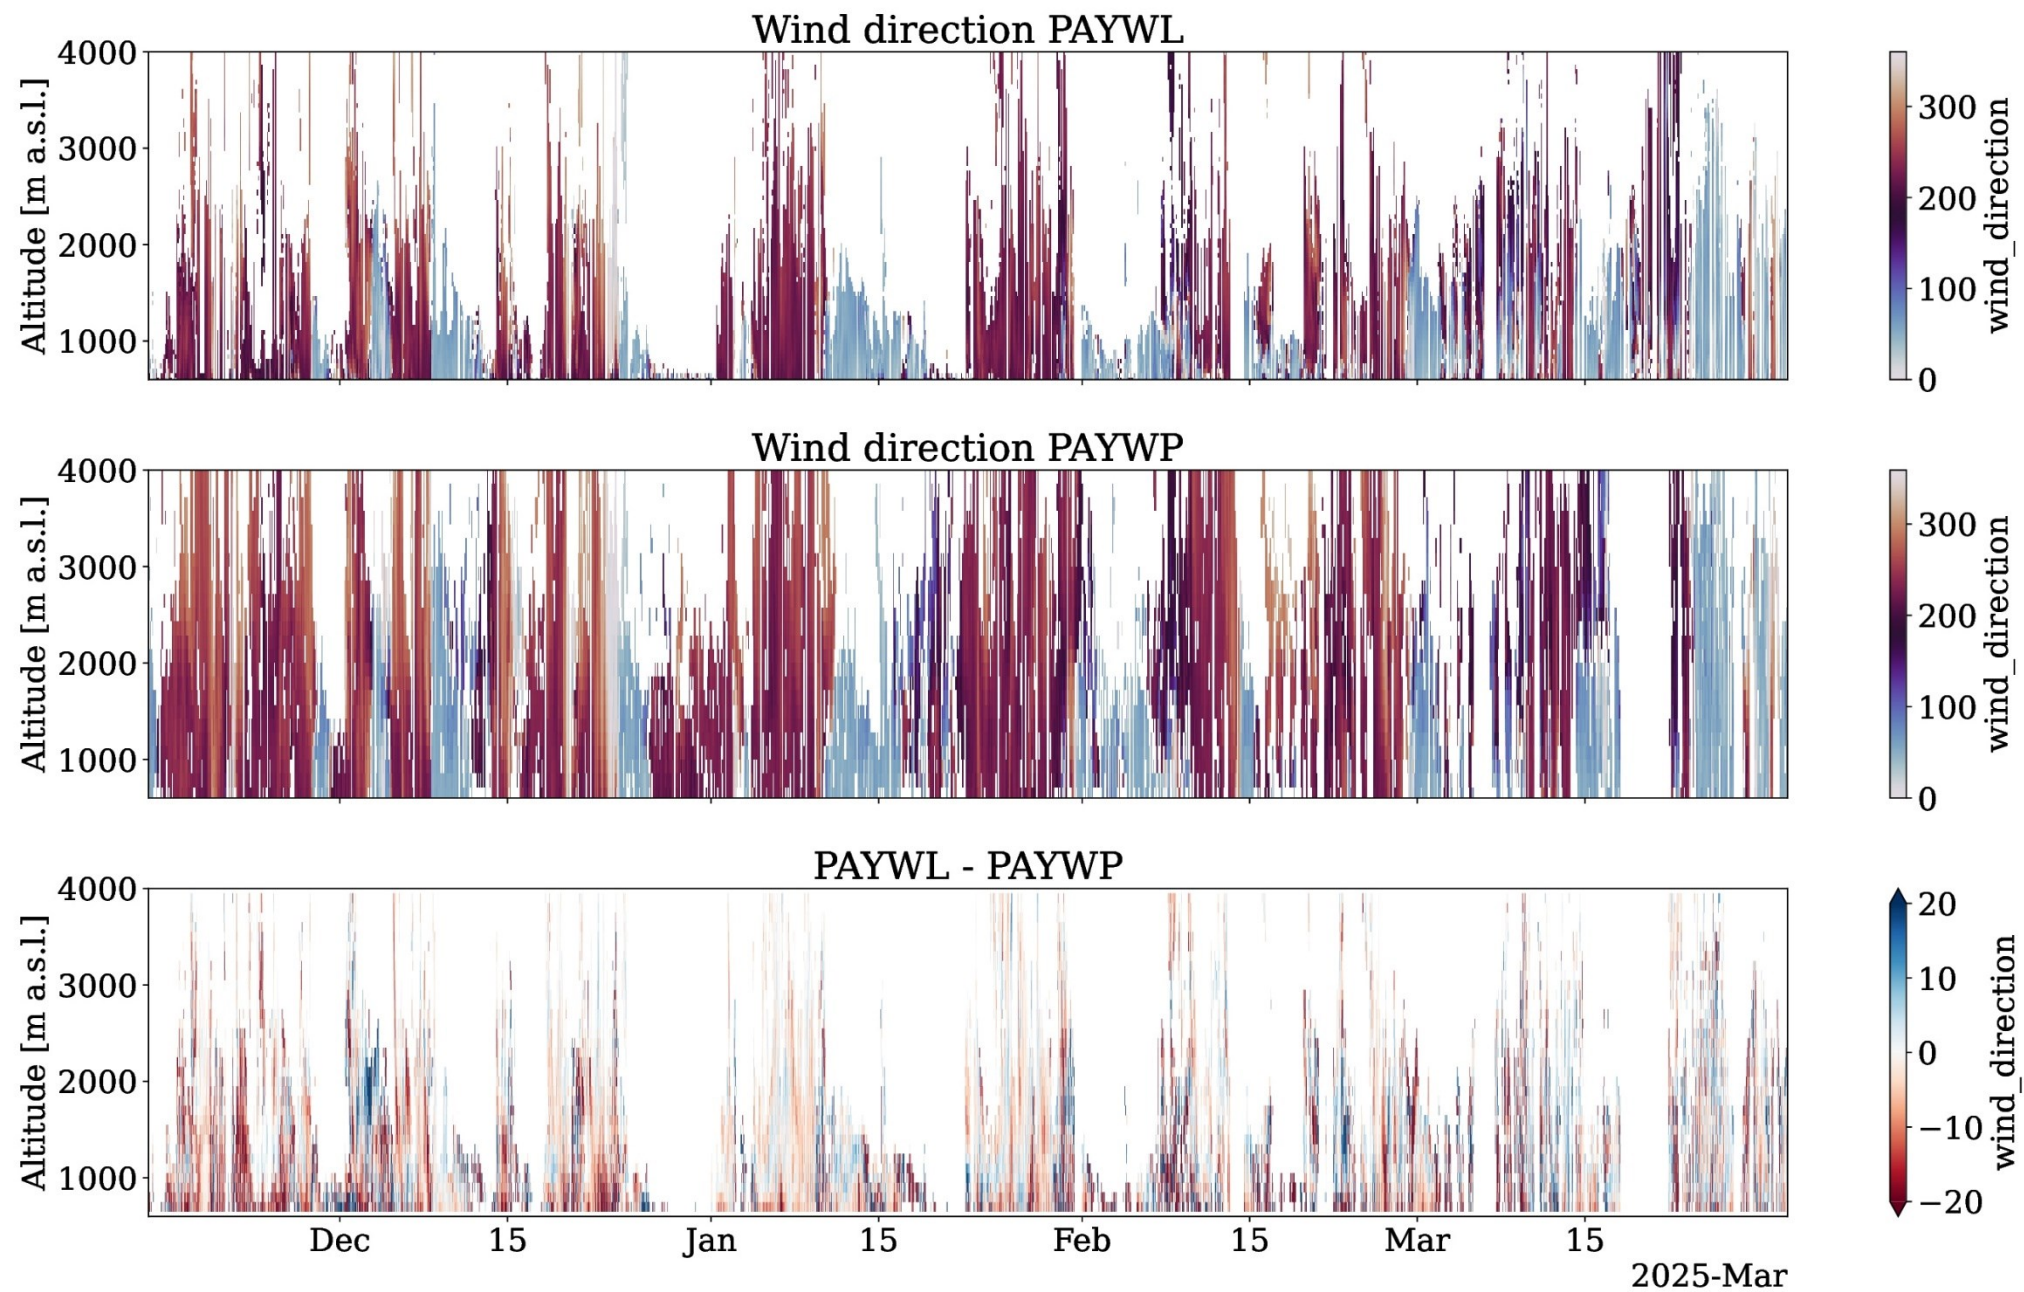 Wind direction PAYWL
4000
3000
2000
1000
Altitude [m a.s.l.]
300
200
100
0
wind_direction
Wind direction PAYWP
4000
3000
2000
1000
Altitude [m a.s.l.]
300
200
100
0
wind_direction
PAYWL - PAYWP
4000
3000
2000
1000
Altitude [m a.s.l.]
20
10
0
−10
−20
wind_direction
Dec 15 Jan 15 Feb 15 Mar 15
2025-Mar